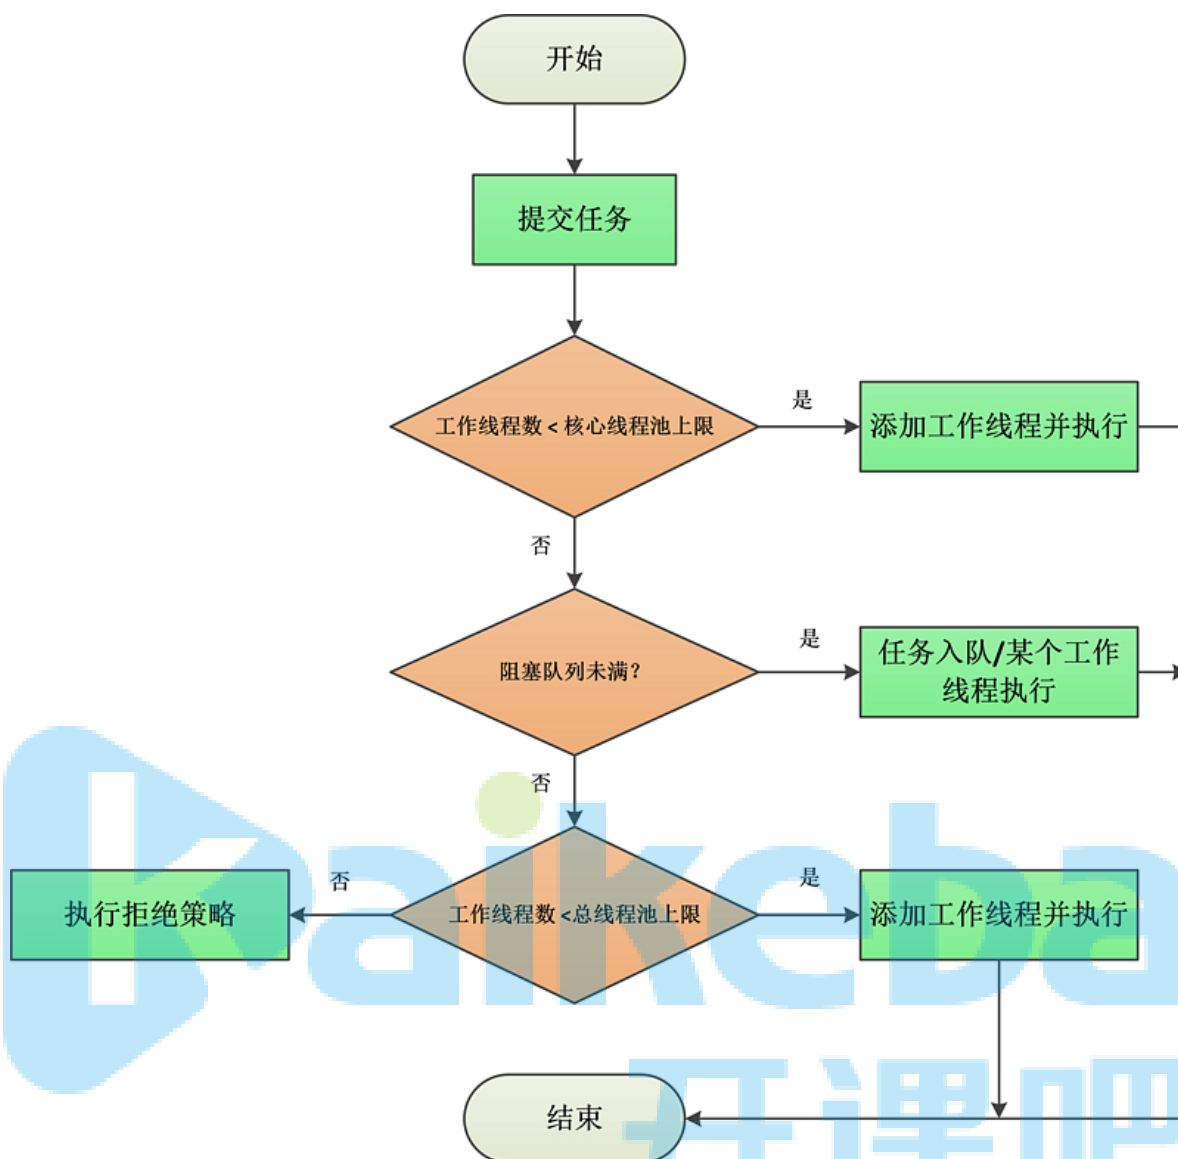 开始
提交任务
工作线程数 < 核心线程池上限
是
添加工作线程并执行
否
阻塞队列未满？
是
任务入队/某个工作
线程执行
否
工作线程数 <总线程池上限
否
执行拒绝策略
是
添加工作线程并执行
结束
kaikeba
开课吧